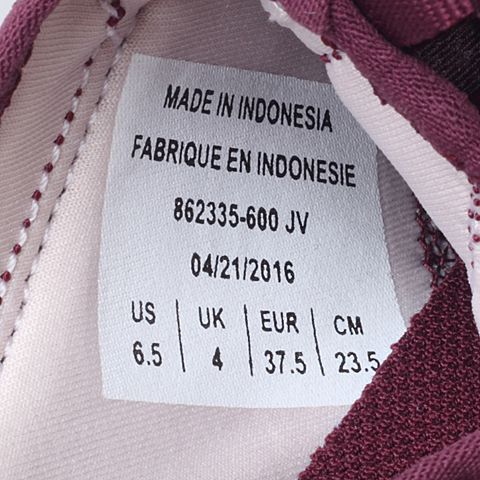 MADE IN INDONESIA
FABRIQUE EN INDONESIE
862335-600 JV
04/21/2016
US | UK | EUR | CM
6.5 | 4 | 37.5 | 23.5